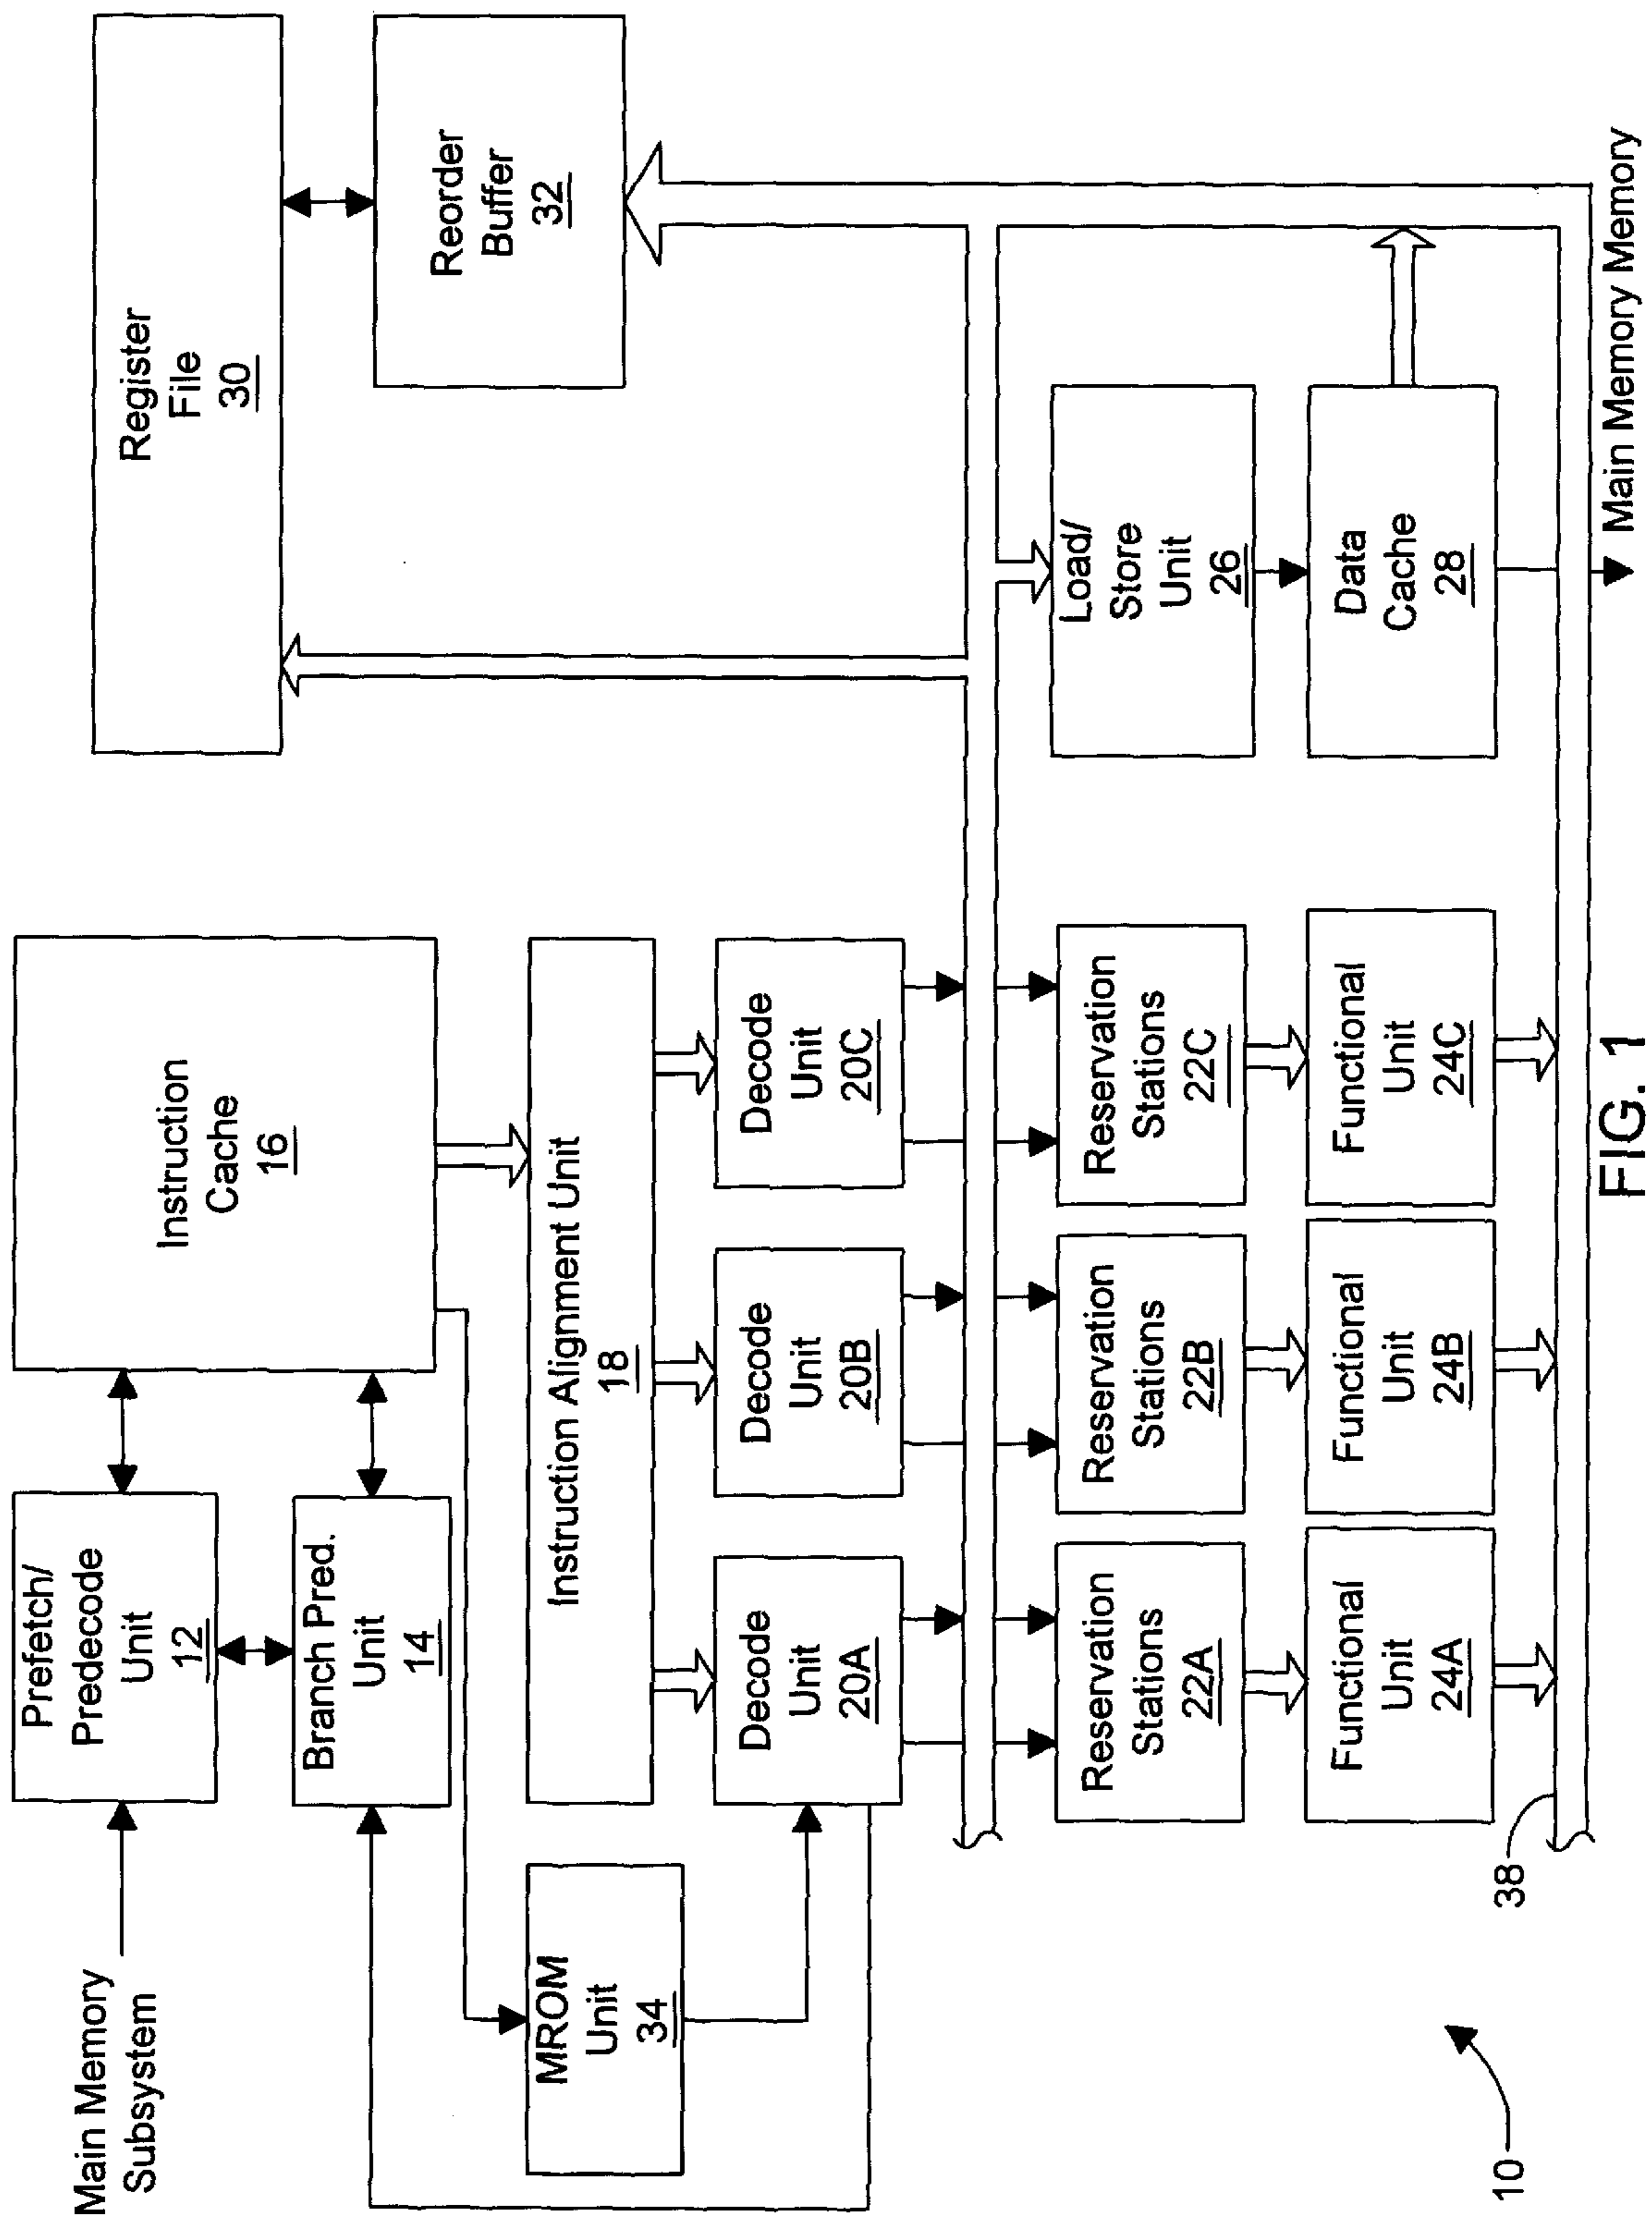 Main Memory
Subsystem
Prefetch/
Predecode
Unit
12
Branch Pred.
Unit
14
Instruction
Cache
16
Register
File
30
Reorder
Buffer
32
MROM
Unit
34
Instruction Alignment Unit
18
Decode
Unit
20A
Decode
Unit
20B
Decode
Unit
20C
Reservation
Stations
22A
Reservation
Stations
22B
Reservation
Stations
22C
Load/
Store
Unit
26
Functional
Unit
24A
Functional
Unit
24B
Functional
Unit
24C
Data
Cache
28
38
10
Main Memory Memory
FIG. 1